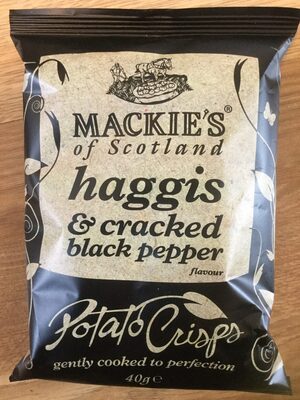 MACKIE'S®
of Scotland
haggis
& cracked
black pepper
flavour
Potato Crisps
gently cooked to perfection
40g ℮